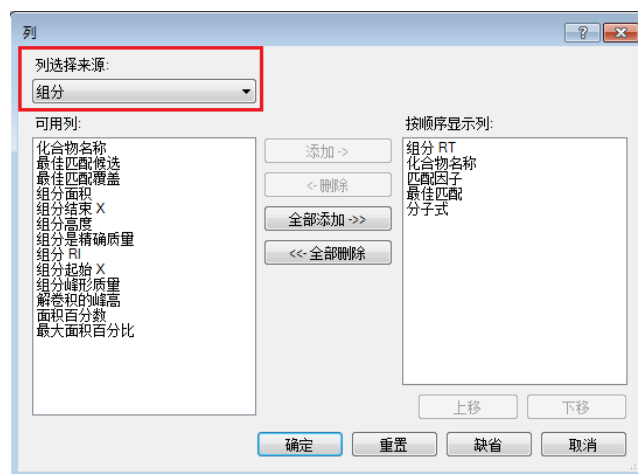 列
列选择来源:
组分
可用列:
化合物名称
最佳匹配候选
最佳匹配覆盖
组分面积
组分结束 X
组分高度
组分是精确质量
组分 RI
组分起始 X
组分峰形质量
解卷积的峰高
面积百分数
最大面积百分比
添加 ->
<- 删除
全部添加 ->>
<<- 全部删除
按顺序显示列:
组分 RT
化合物名称
匹配因子
最佳匹配
分子式
上移
下移
确定
重置
缺省
取消